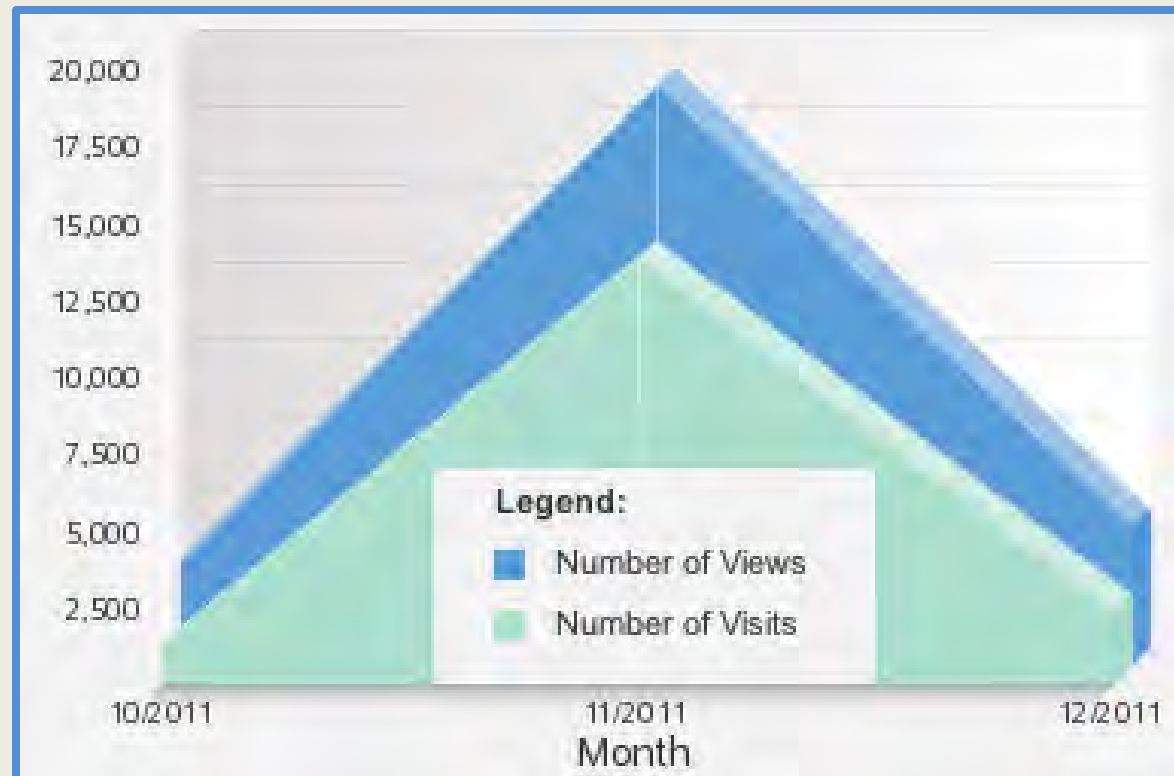 20,000
17,500
15,000
12,500
10,000
7,500
5,000
2,500
Legend:
Number of Views
Number of Visits
10/2011 11/2011 12/2011
Month